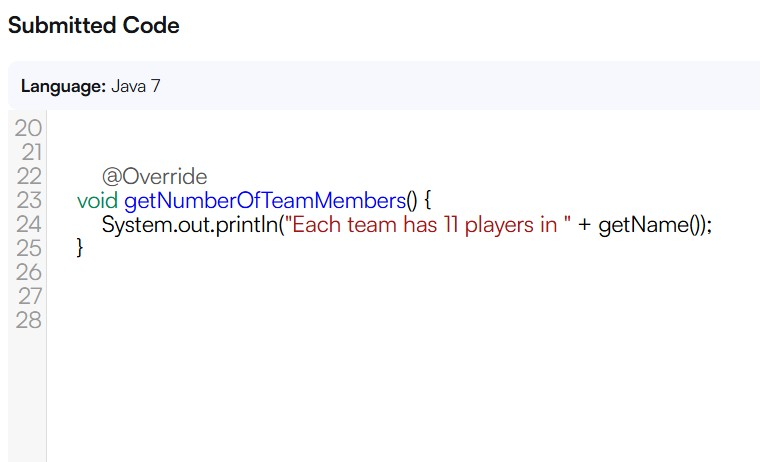 Submitted Code
Language: Java 7
20
21
22 @Override
23 void getNumberOfTeamMembers() {
24 System.out.println("Each team has 11 players in " + getName());
25 }
26
27
28